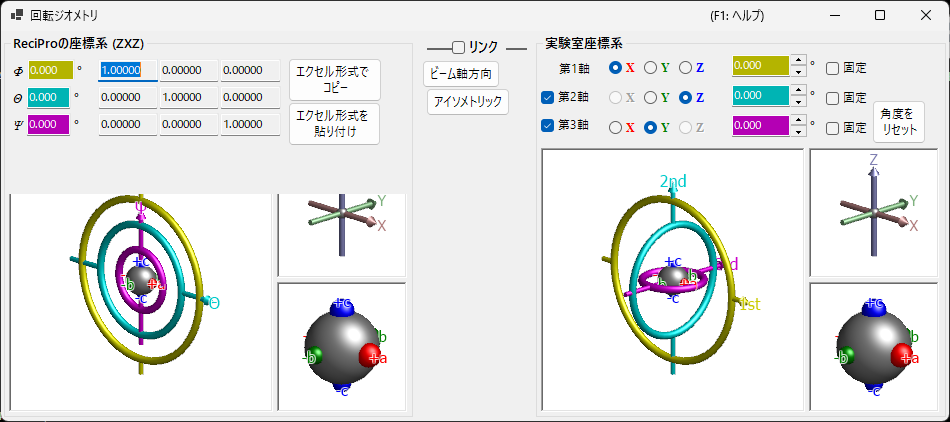 回転ジオメトリ
(F1: ヘルプ)
ReciProの座標系 (ZXZ)
Φ 0.000 ° 1.00000 0.00000 0.00000
Θ 0.000 ° 0.00000 1.00000 0.00000
Ψ 0.000 ° 0.00000 0.00000 1.00000
エクセル形式で
コピー
エクセル形式を
貼り付け
リンク
ビーム軸方向
アイソメトリック
実験室座標系
第1軸 X Y Z 0.000 ° 固定
第2軸 X Y Z 0.000 ° 固定
第3軸 X Y Z 0.000 ° 固定
角度を
リセット
Ψ
+c
-b +a
-c
Θ
Y
X
+c
b
-b +a
-c
2nd
+c
b
-b +a
-c
1st
Z
Y
X
+c
b
-b +a
-c